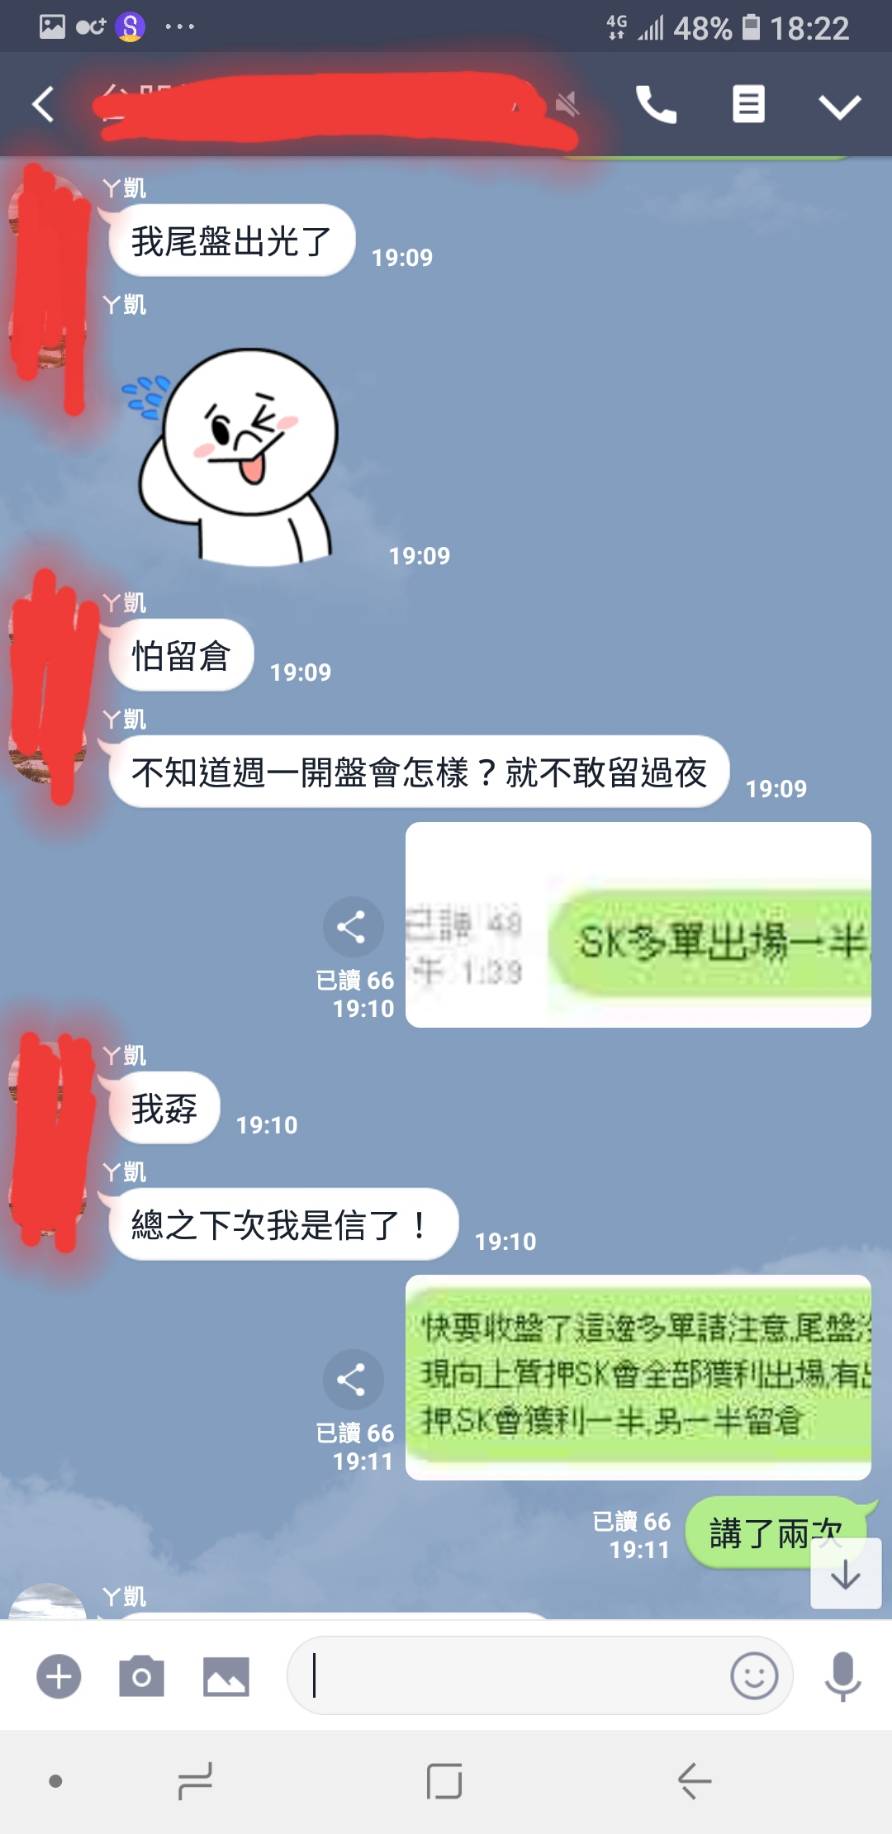 4G 48% 18:22
ㄚ凱
我尾盤出光了
19:09
ㄚ凱
19:09
ㄚ凱
怕留倉
19:09
ㄚ凱
不知道週一開盤會怎樣？就不敢留過夜
19:09
已讀 48
SK多單出場一半
午 1:39
已讀 66
19:10
ㄚ凱
我孬
19:10
ㄚ凱
總之下次我是信了！
19:10
快要收盤了這邊多單請注意,尾盤
現向上質押SK會全部獲利出場,有
押,SK會獲利一半,另一半留倉
已讀 66
19:11
講了兩次
已讀 66
19:11
ㄚ凱